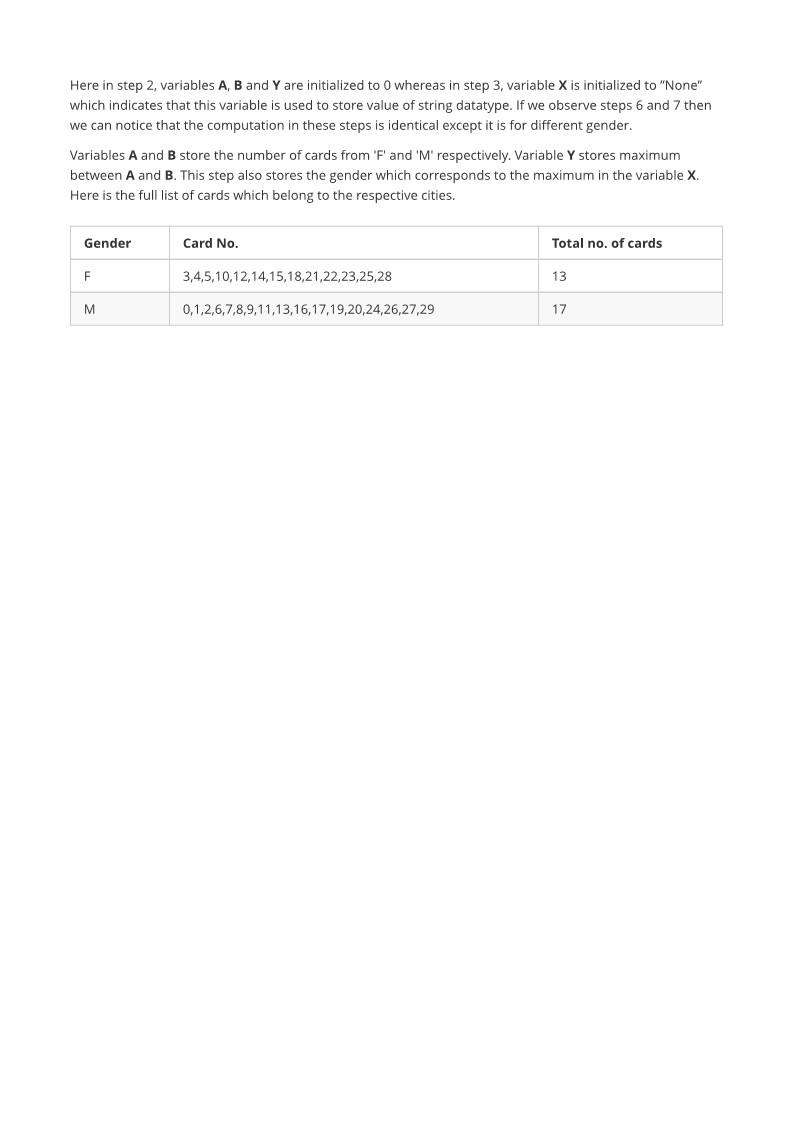 Here in step 2, variables A, B and Y are initialized to 0 whereas in step 3, variable X is initialized to ”None”
which indicates that this variable is used to store value of string datatype. If we observe steps 6 and 7 then
we can notice that the computation in these steps is identical except it is for different gender.
Variables A and B store the number of cards from 'F' and 'M' respectively. Variable Y stores maximum
between A and B. This step also stores the gender which corresponds to the maximum in the variable X.
Here is the full list of cards which belong to the respective cities.
Gender Card No. Total no. of cards
F 3,4,5,10,12,14,15,18,21,22,23,25,28 13
M 0,1,2,6,7,8,9,11,13,16,17,19,20,24,26,27,29 17